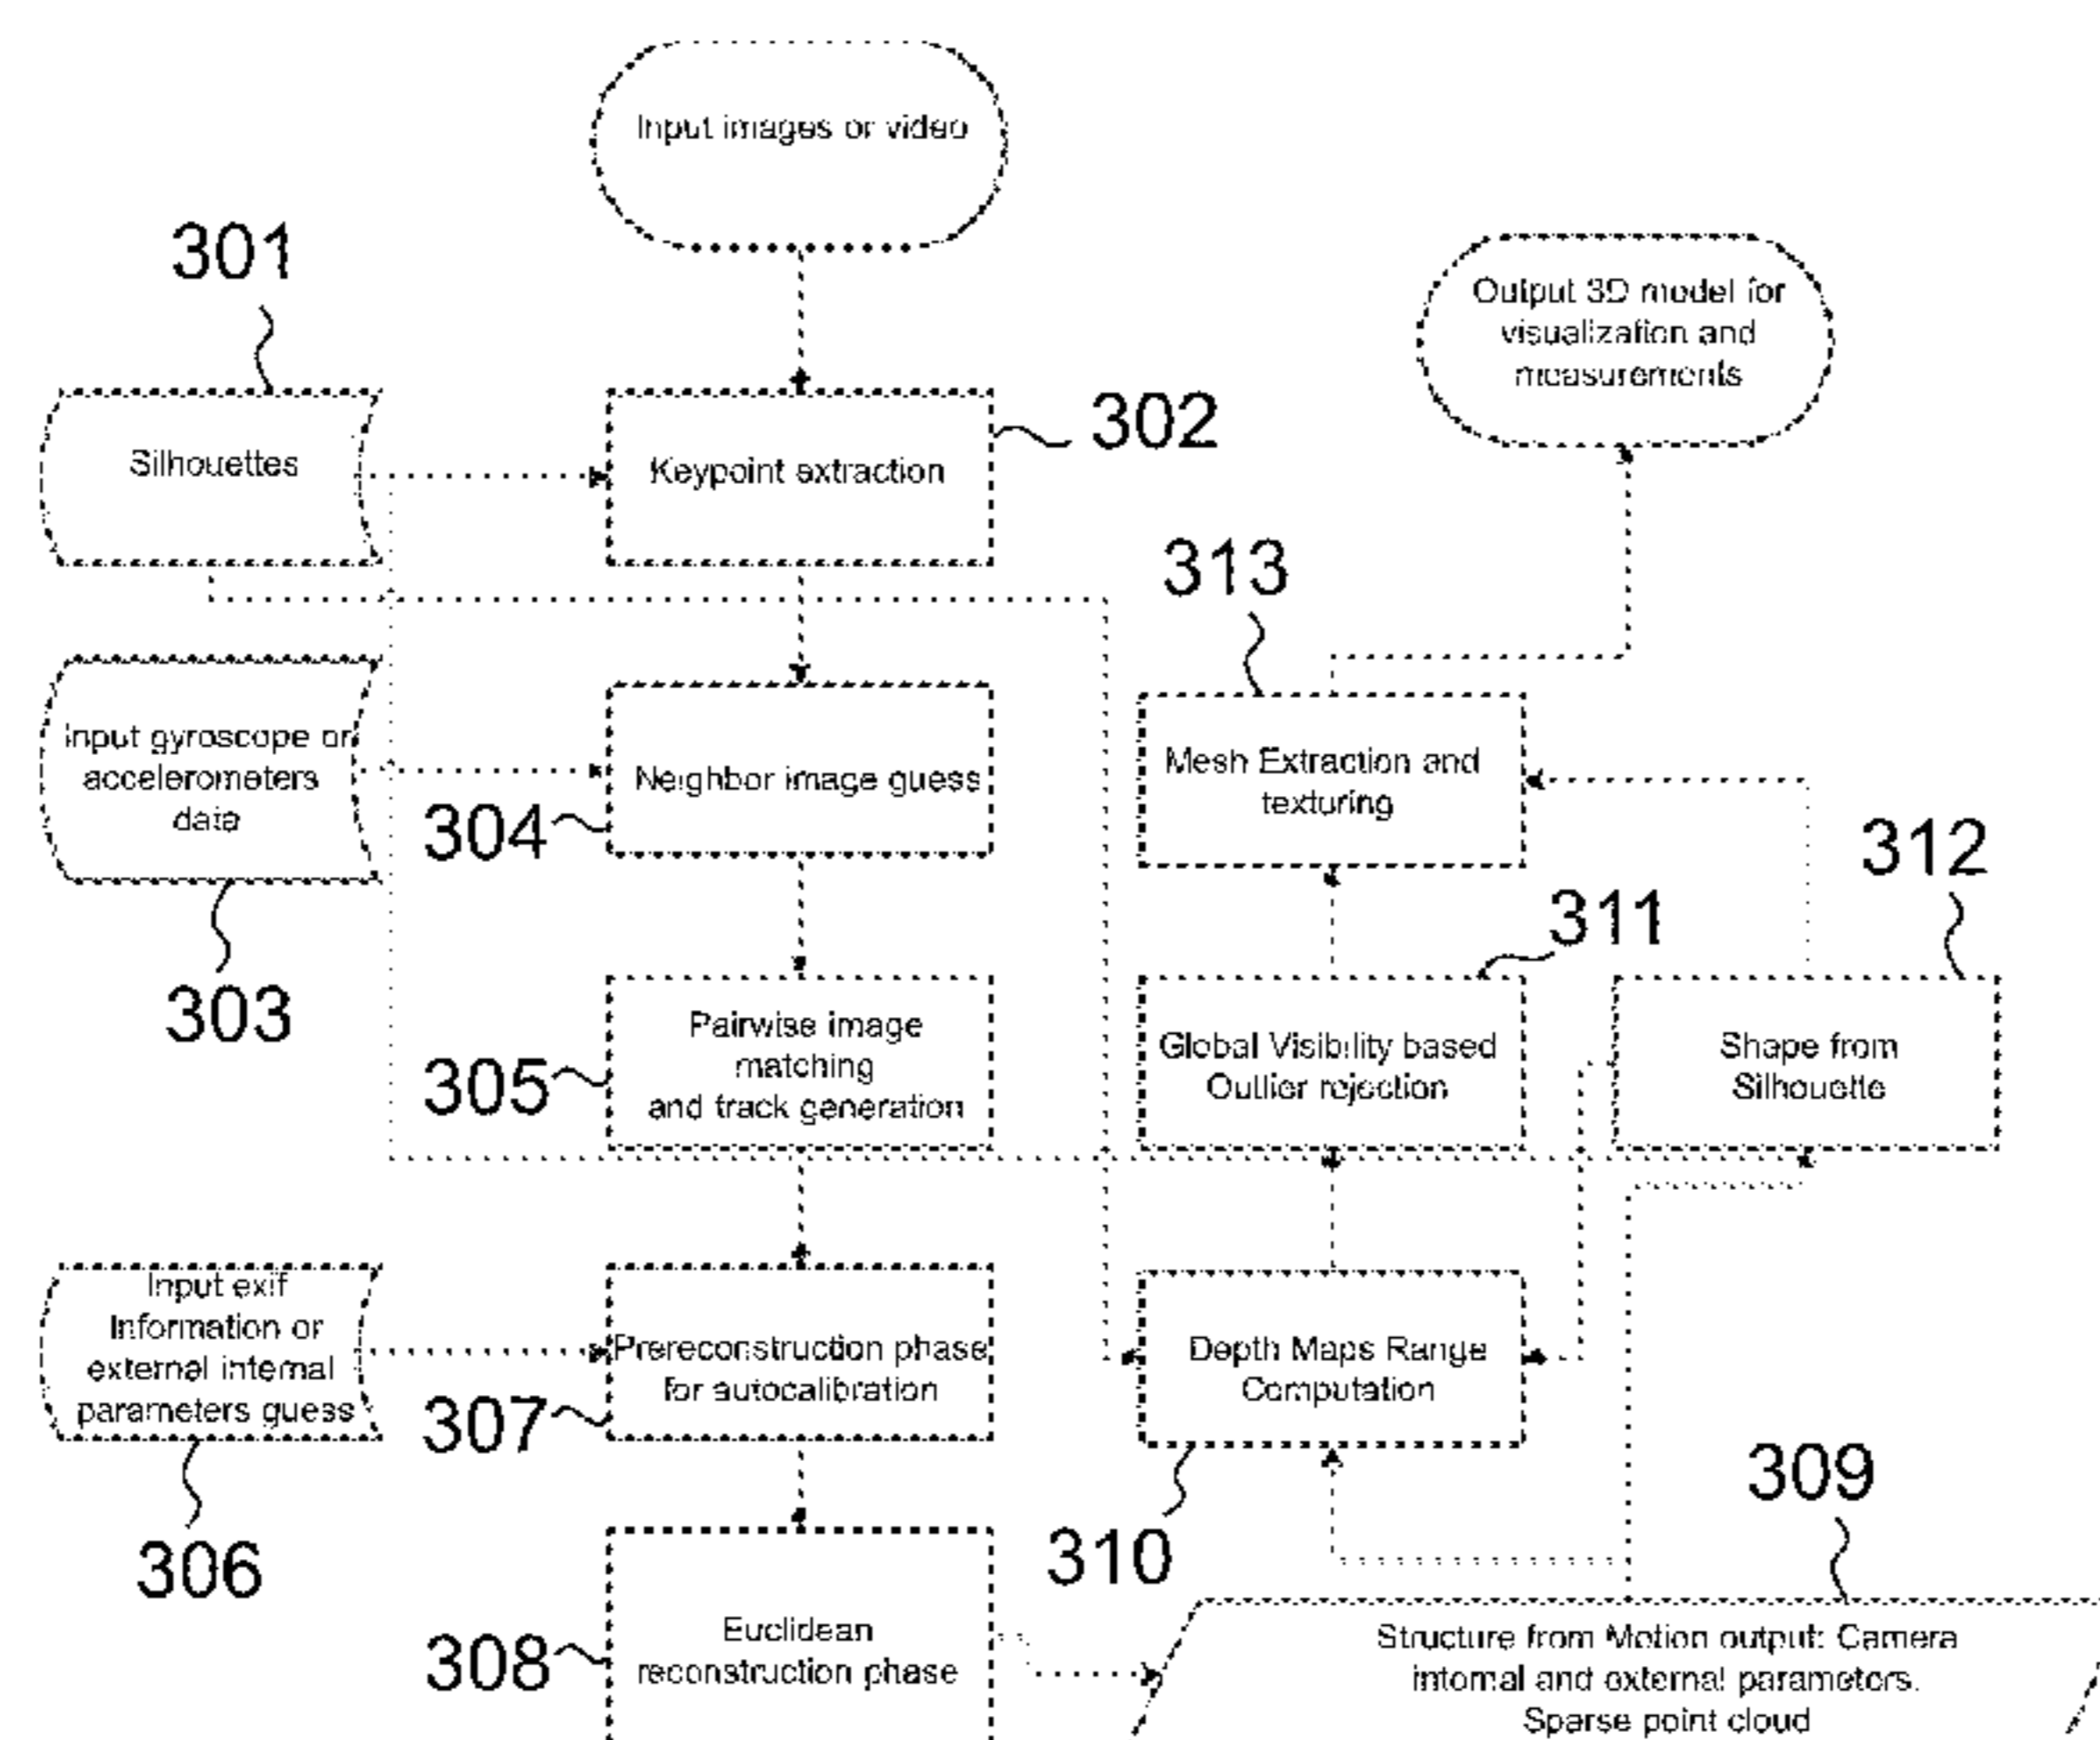 Input images or video
301
Output 3D model for
visualization and
measurements
302
Silhouettes
Keypoint extraction
313
Input gyroscope or
accelerometers
data
304
Neighbor image guess
Mesh Extraction and
texturing
312
311
303
305
Pairwise image
matching
and track generation
Global Visibility based
Outlier rejection
Shape from
Silhouette
Input exif
Information or
external internal
parameters guess
307
Prereconstruction phase
for autocalibration
Depth Maps Range
Computation
309
306
310
308
Euclidean
reconstruction phase
Structure from Motion output: Camera
internal and external parameters.
Sparse point cloud